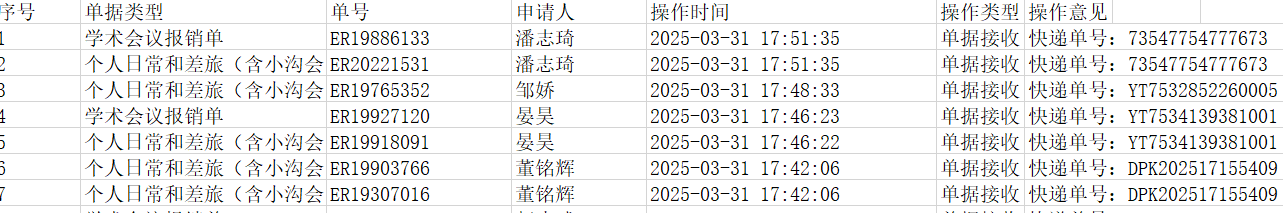 序号 单据类型 单号 申请人 操作时间 操作类型 操作意见
1 学术会议报销单 ER19886133 潘志琦 2025-03-31 17:51:35 单据接收 快递单号：73547754777673
2 个人日常和差旅（含小沟会 ER20221531 潘志琦 2025-03-31 17:51:35 单据接收 快递单号：73547754777673
3 个人日常和差旅（含小沟会 ER19765352 邹娇 2025-03-31 17:48:33 单据接收 快递单号：YT7532852260005
4 学术会议报销单 ER19927120 晏昊 2025-03-31 17:46:23 单据接收 快递单号：YT7534139381001
5 个人日常和差旅（含小沟会 ER19918091 晏昊 2025-03-31 17:46:22 单据接收 快递单号：YT7534139381001
6 个人日常和差旅（含小沟会 ER19903766 董铭辉 2025-03-31 17:42:06 单据接收 快递单号：DPK202517155409
7 个人日常和差旅（含小沟会 ER19307016 董铭辉 2025-03-31 17:42:06 单据接收 快递单号：DPK202517155409